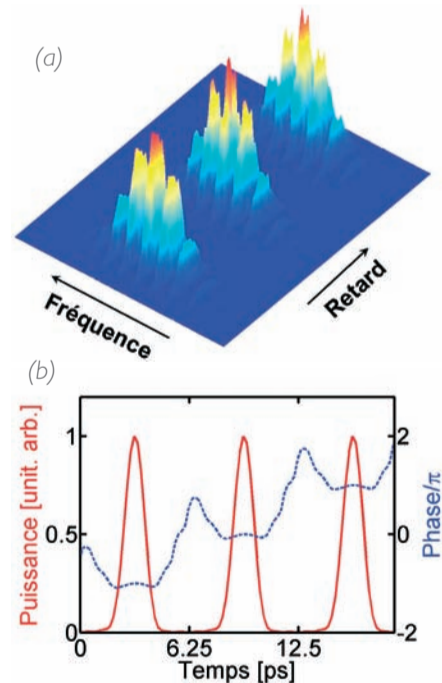 (a)
Fréquence
Retard
(b)
Puissance [unit. arb.]
1
0.5
0
Phase/π
2
0
-2
0
6.25
12.5
Temps [ps]